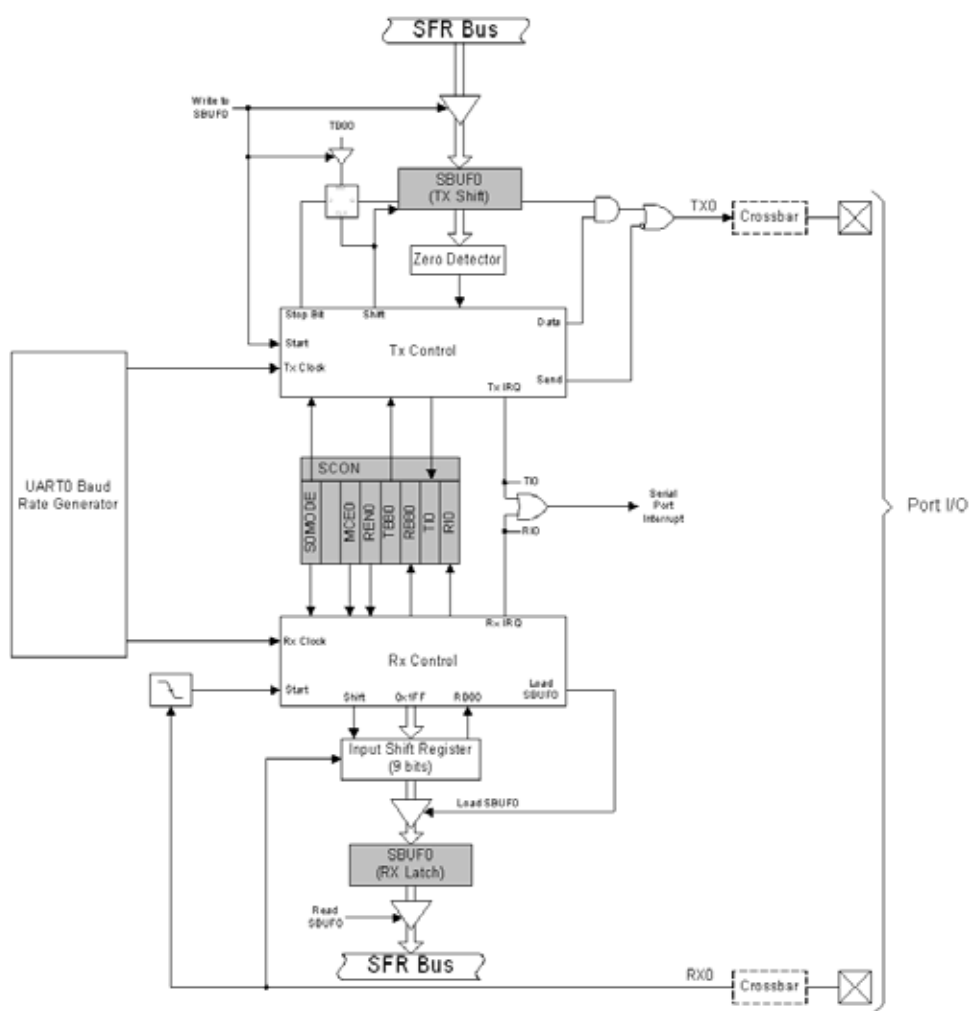 SFR Bus
Write to
SBUF0
TB80
SBUF0
(TX Shift)
TX0
Crossbar
Zero Detector
Stop Bit
Shift
Data
Start
Tx Control
Tx Clock
Send
Tx IRQ
UART0 Baud
Rate Generator
SCON
S0MODE
MCE0
REN0
TB80
RB80
TI0
RI0
TI0
RI0
Serial
Port
Interrupt
Port I/O
Rx IRQ
Rx Clock
Rx Control
Start
Load
SBUF0
Shift
0x1FF
RB80
Input Shift Register
(9 bits)
Load SBUF0
SBUF0
(RX Latch)
Read
SBUF0
SFR Bus
RX0
Crossbar